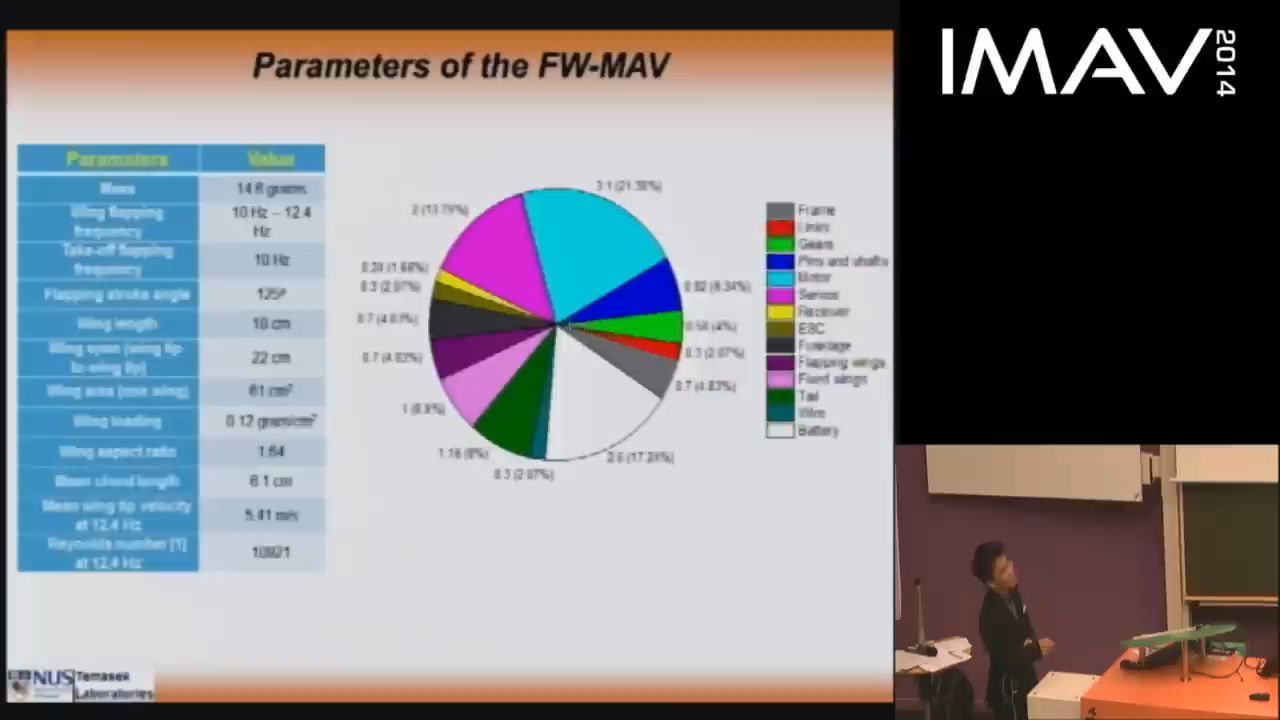 Parameters of the FW-MAV
IMAV 2014
Parameters Value
Mass 14.6 grams
Wing flapping frequency 10 Hz – 12.4 Hz
Take-off flapping frequency 10 Hz
Flapping stroke angle 125º
Wing length 10 cm
Wing span (wing tip to wing tip) 22 cm
Wing area (one wing) 61 cm²
Wing loading 0.12 grams/cm²
Wing aspect ratio 1.64
Mean chord length 6.1 cm
Mean wing tip velocity at 12.4 Hz 5.41 m/s
Reynolds number [1] at 12.4 Hz
3.1 (21.38%)
2 (13.79%)
0.3 (2.07%)
0.7 (4.83%)
0.7 (4.83%)
1 (6.9%)
1.16 (8%)
0.3 (2.07%)
(17.24%)
0.7 (4.83%)
0.3 (2.07%)
0.58 (4%)
0.92 (6.34%)
Frame
Links
Gears
Pins and shafts
Motor
Servos
Receiver
ESC
Fuselage
Flapping wings
Fixed wings
Tail
Wire
Battery
NUS
Temasek
Laboratories